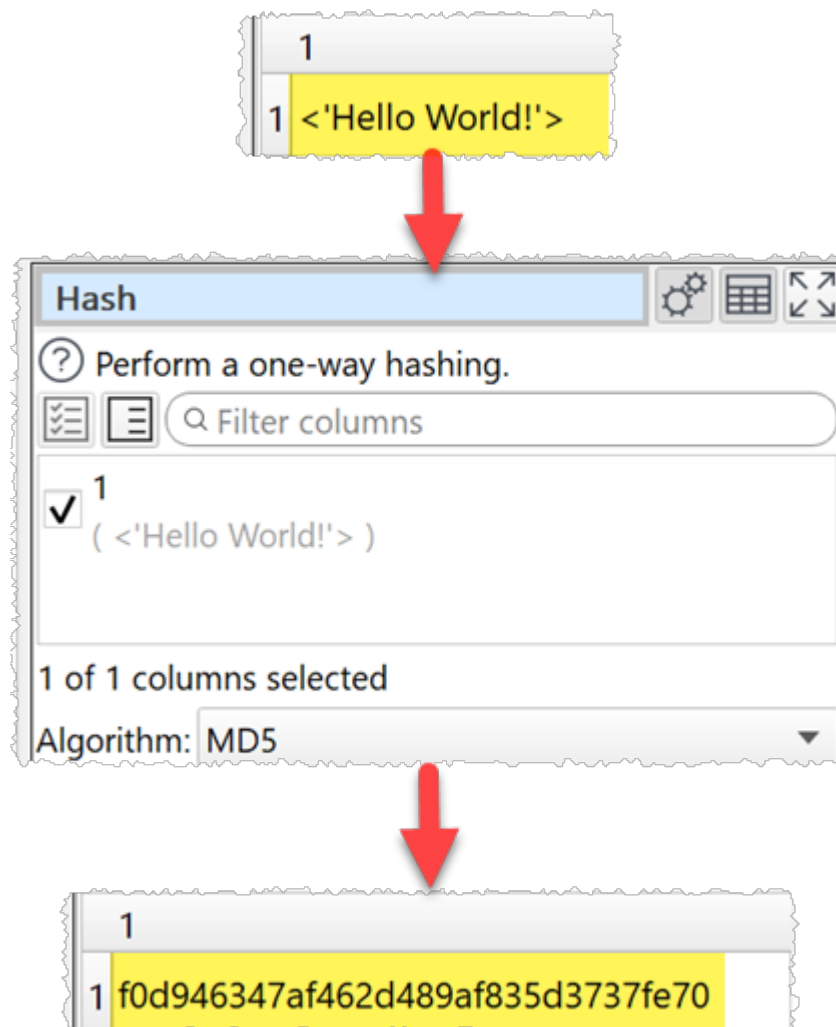 1
1 <'Hello World!'>
Hash
? Perform a one-way hashing.
Filter columns
1
( <'Hello World!'> )
1 of 1 columns selected
Algorithm: MD5
1
1 f0d946347af462d489af835d3737fe70